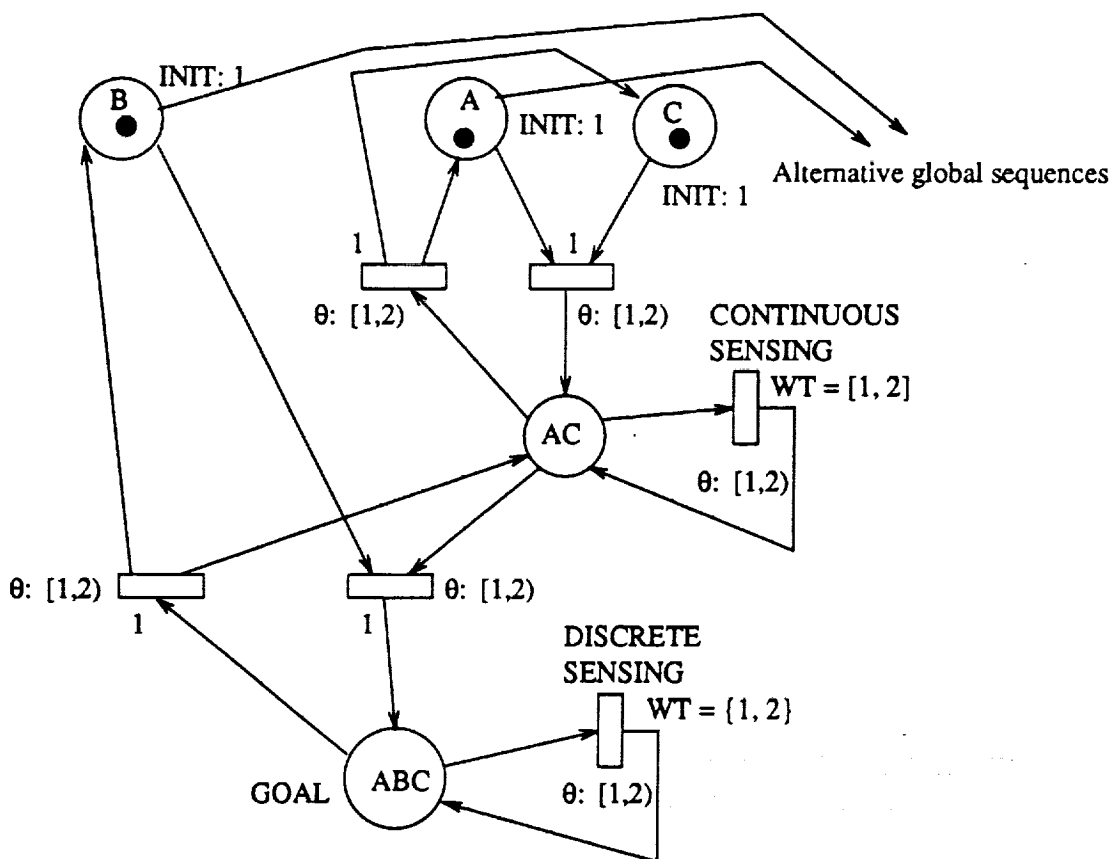 INIT: 1
B
A
INIT: 1
C
INIT: 1
Alternative global sequences
1
1
θ: [1,2)
θ: [1,2)
CONTINUOUS
SENSING
WT = [1, 2]
AC
θ: [1,2)
θ: [1,2)
θ: [1,2)
1
1
DISCRETE
SENSING
WT = {1, 2}
GOAL
ABC
θ: [1,2)